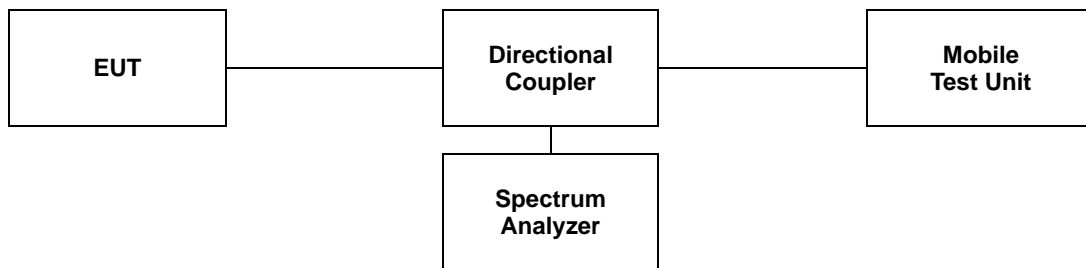 EUT
Directional
Coupler
Mobile
Test Unit
Spectrum
Analyzer